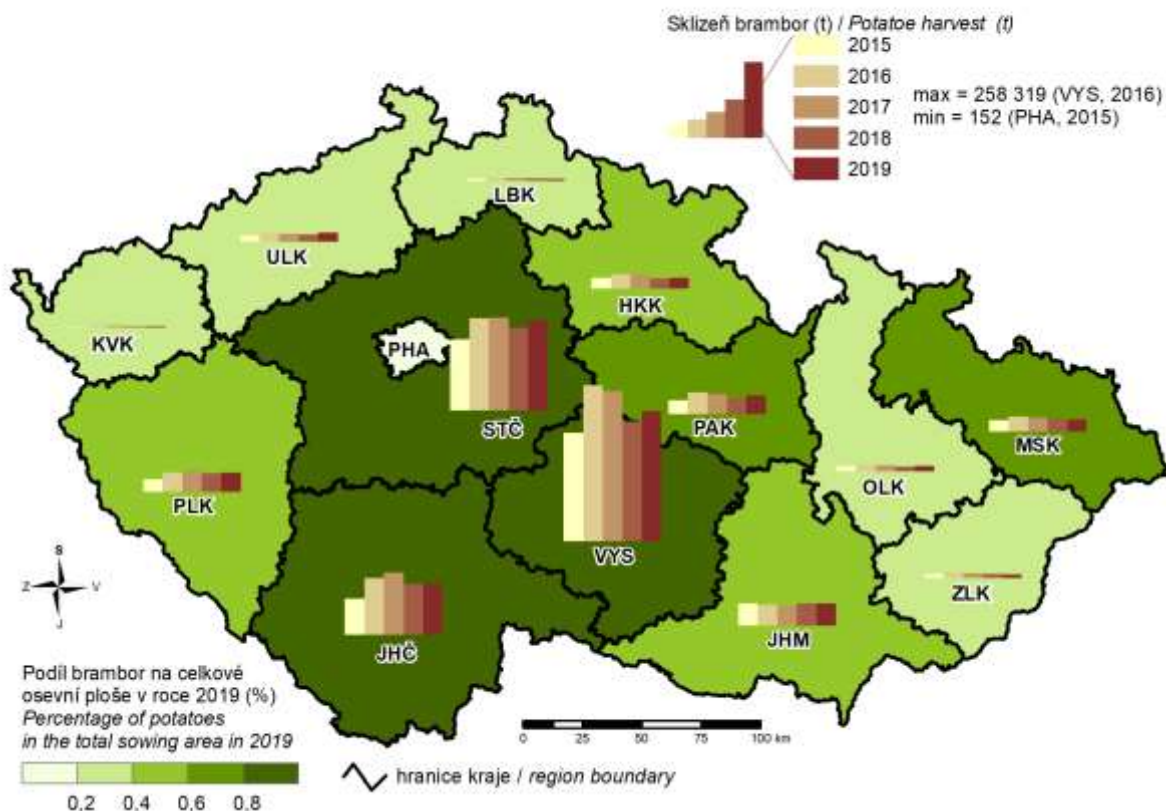 Sklizeň brambor (t) / Potatoe harvest (t)
2015
2016
2017
2018
2019
max = 258 319 (VYS, 2016)
min = 152 (PHA, 2015)
LBK
ULK
HKK
KVK
PHA
STČ
PAK
MSK
OLK
PLK
VYS
ZLK
JHČ
JHM
S
Z
V
J
Podíl brambor na celkové
osevní ploše v roce 2019 (%)
Percentage of potatoes
in the total sowing area in 2019
0,2 0,4 0,6 0,8
hranice kraje / region boundary
0 25 50 75 100 km